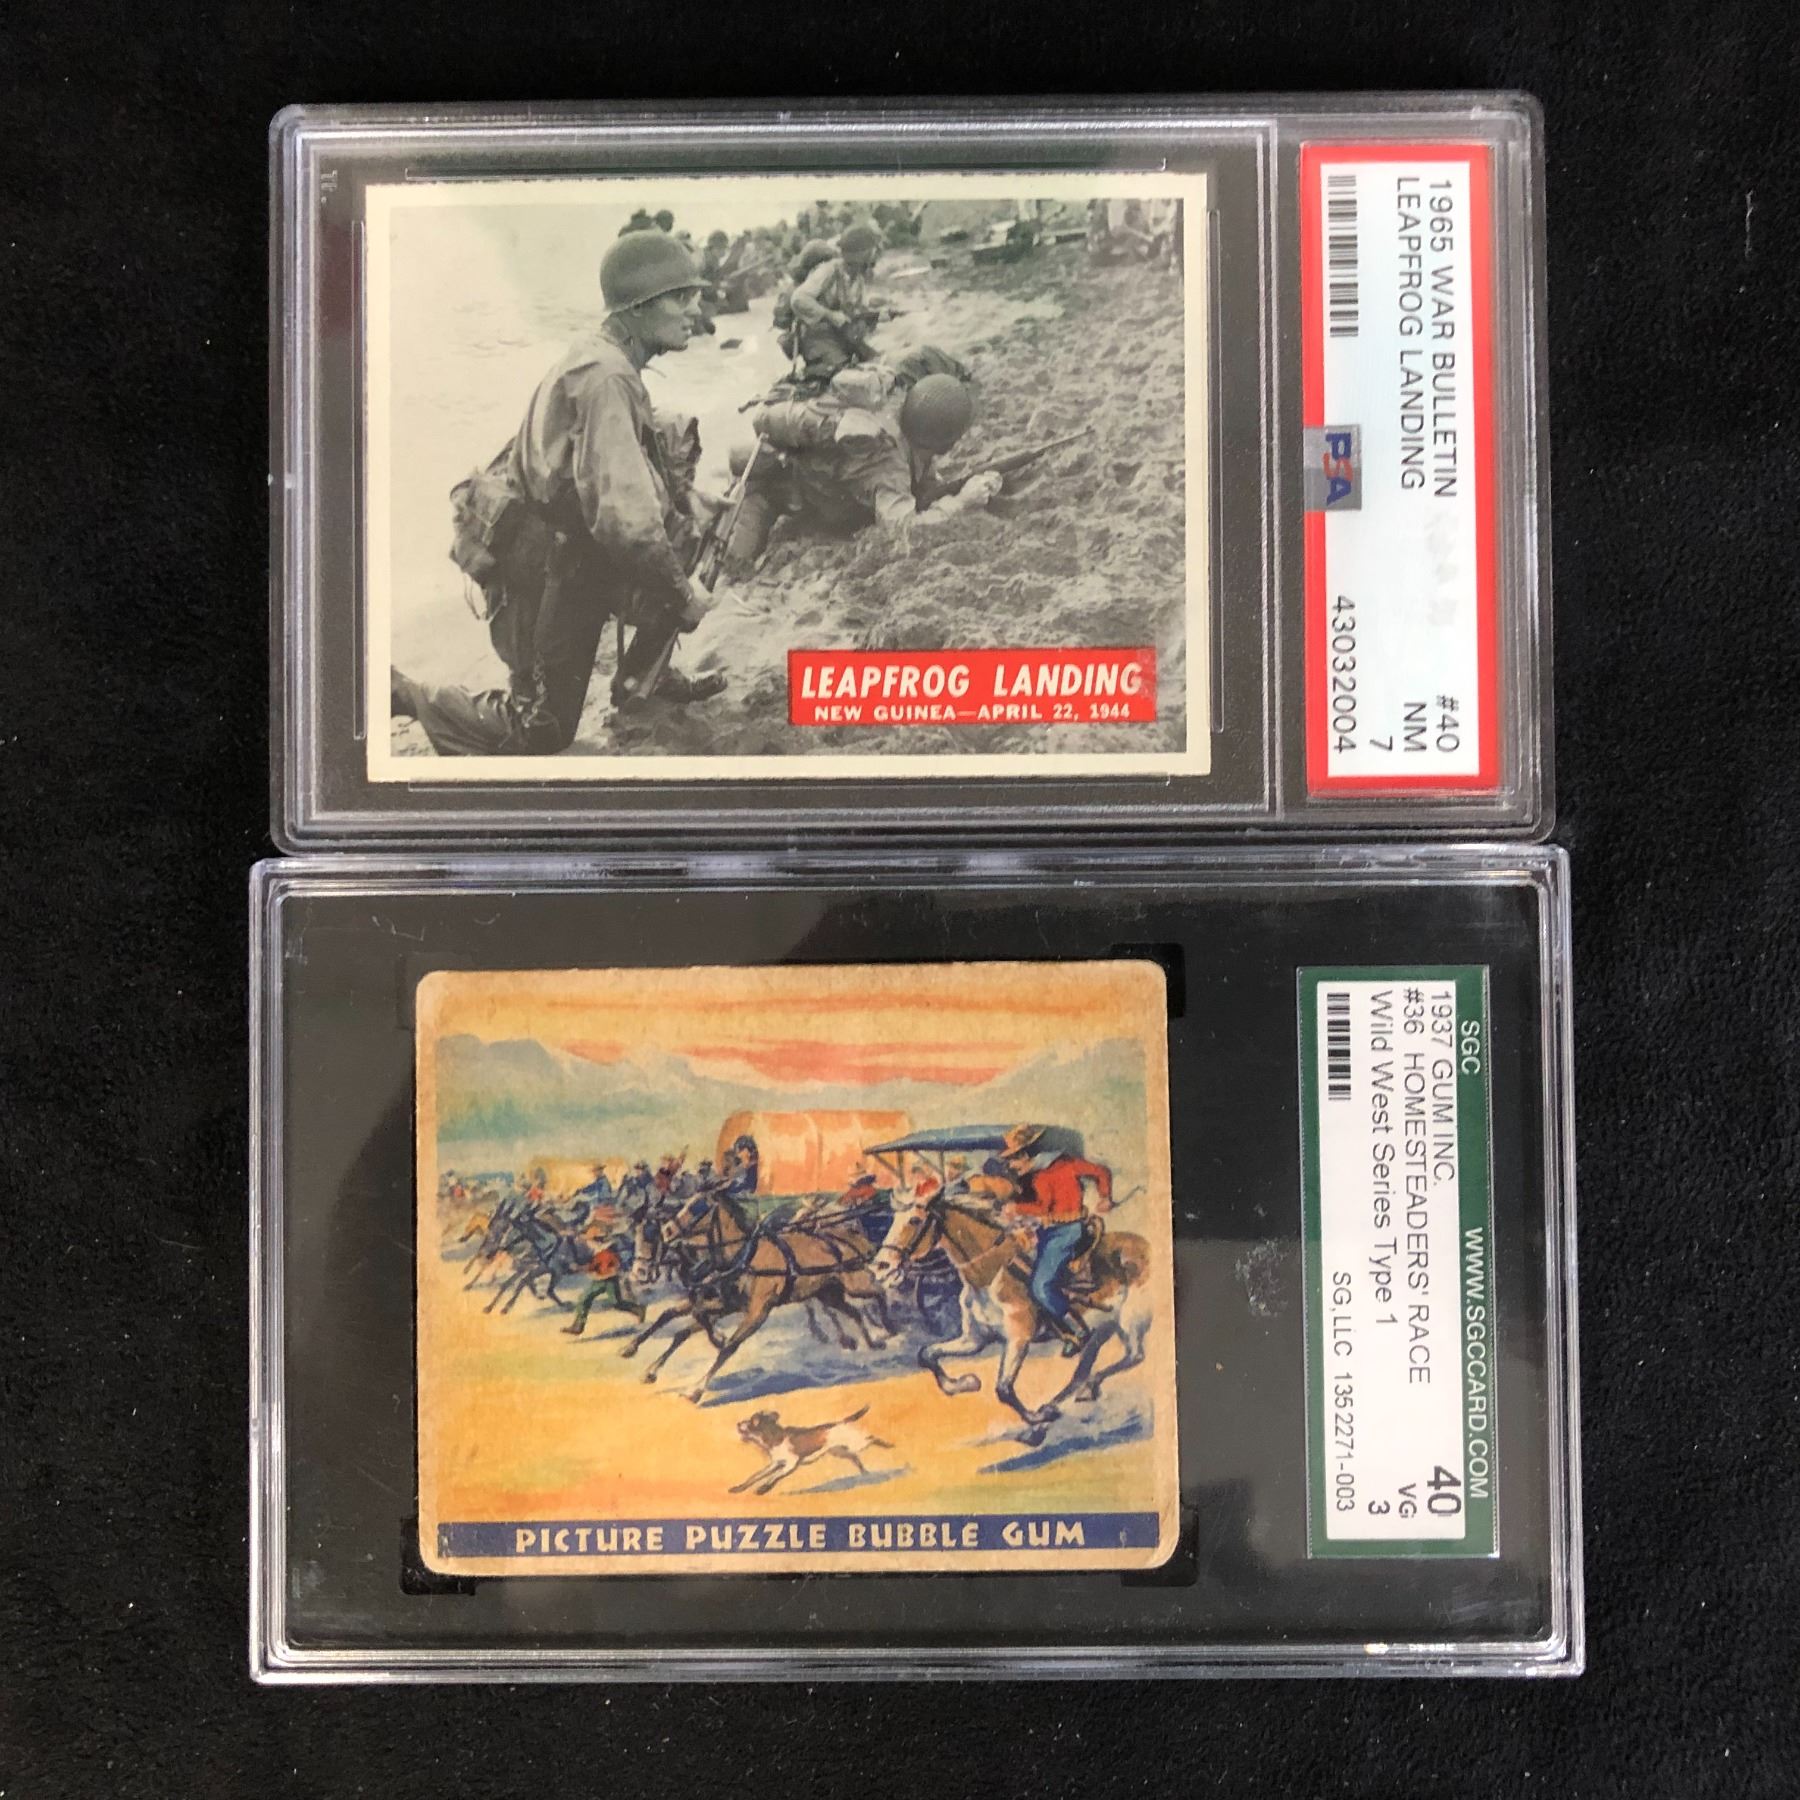 1965 WAR BULLETIN #40
LEAPFROG LANDING NM
7
PSA
43032004
LEAPFROG LANDING
NEW GUINEA—APRIL 22, 1944
SGC WWW.SGCCARD.COM
1937 GUM INC. 40
#36 HOMESTEADERS' RACE VG
Wild West Series Type 1 3
SG,LLC 1352271-003
PICTURE PUZZLE BUBBLE GUM